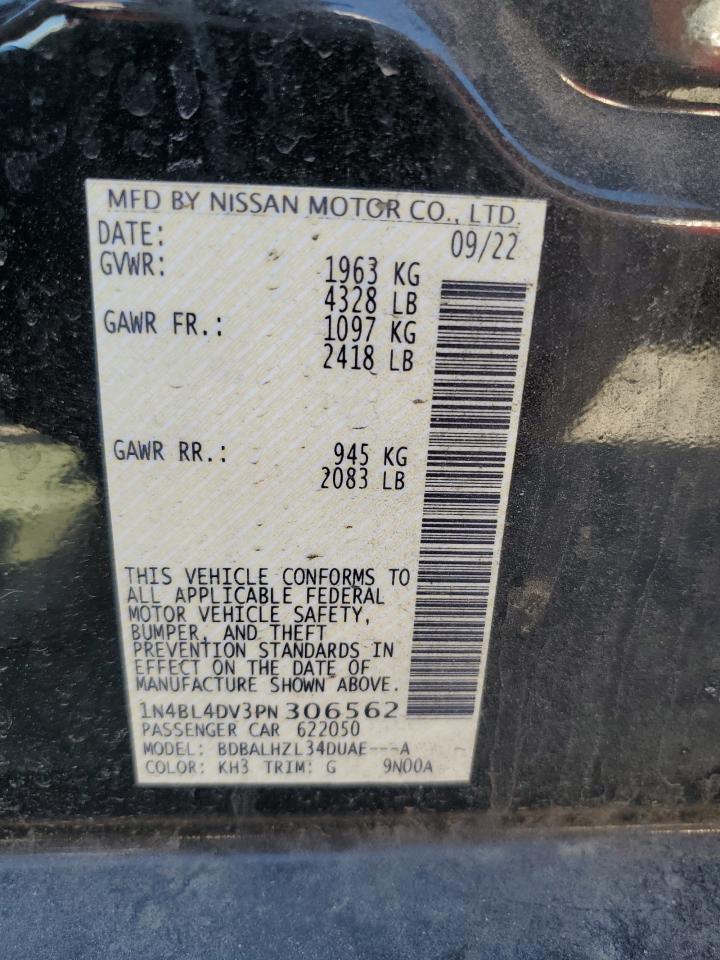 MFD BY NISSAN MOTOR CO., LTD.
DATE: 09/22
GVWR: 1963 KG
4328 LB
GAWR FR.: 1097 KG
2418 LB
GAWR RR.: 945 KG
2083 LB
THIS VEHICLE CONFORMS TO
ALL APPLICABLE FEDERAL
MOTOR VEHICLE SAFETY,
BUMPER, AND THEFT
PREVENTION STANDARDS IN
EFFECT ON THE DATE OF
MANUFACTURE SHOWN ABOVE.
1N4BL4DV3PN306562
PASSENGER CAR 622050
MODEL: BDBALHZL34DUAE---A
COLOR: KH3 TRIM: G 9N00A